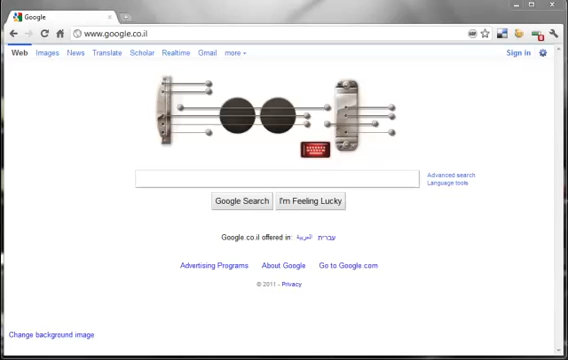 Google
www.google.co.il
Web Images News Translate Scholar Realtime Gmail more Sign in
Advanced search
Language tools
Google Search I'm Feeling Lucky
Google.co.il offered in: العربية עברית
Advertising Programs About Google Go to Google.com
© 2011 - Privacy
Change background image